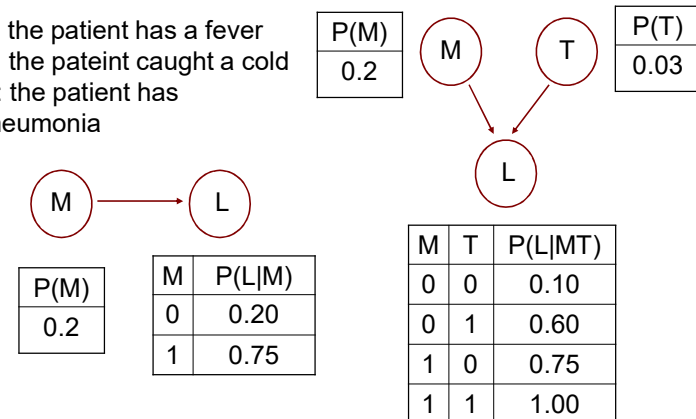 the patient has a fever
the pateint caught a cold
: the patient has
neumonia
P(M)
0.2
M
T
P(T)
0.03
L
M
L
P(M)
0.2
M P(L|M)
0 0.20
1 0.75
M T P(L|MT)
0 0 0.10
0 1 0.60
1 0 0.75
1 1 1.00